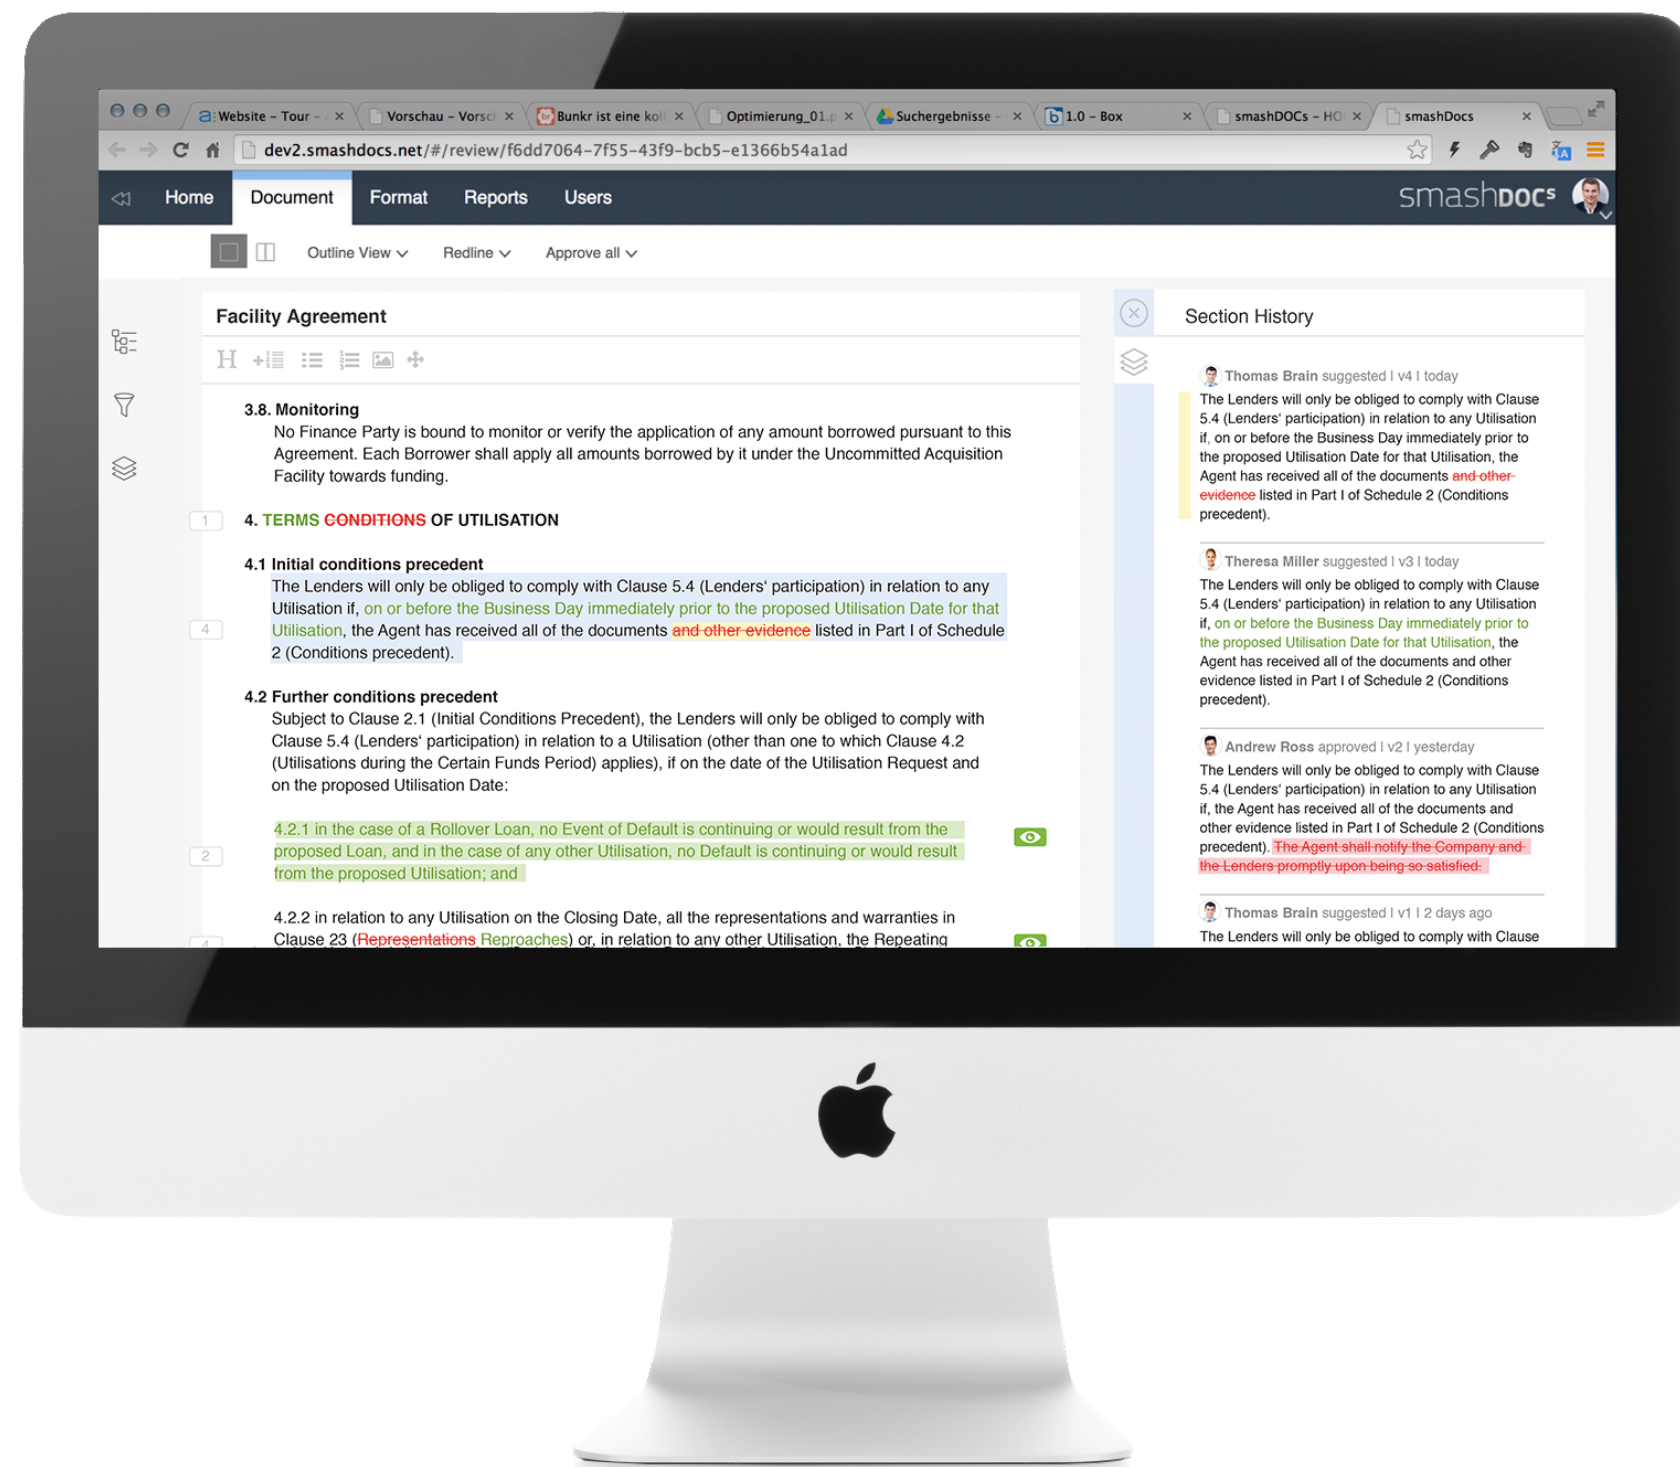 Website – Tour –
Vorschau – Vorsch
Bunkr ist eine koll
Optimierung_01.p
Suchergebnisse –
1.0 – Box
smashDOCs – HO
smashDocs
dev2.smashdocs.net/#/review/f6dd7064-7f55-43f9-bcb5-e1366b54a1ad
Home Document Format Reports Users
smashDOCs
Outline View Redline Approve all
Facility Agreement
3.8. Monitoring
No Finance Party is bound to monitor or verify the application of any amount borrowed pursuant to this
Agreement. Each Borrower shall apply all amounts borrowed by it under the Uncommitted Acquisition
Facility towards funding.
1
4. TERMS CONDITIONS OF UTILISATION
4.1 Initial conditions precedent
The Lenders will only be obliged to comply with Clause 5.4 (Lenders‘ participation) in relation to any
Utilisation if, on or before the Business Day immediately prior to the proposed Utilisation Date for that
4
Utilisation, the Agent has received all of the documents and other evidence listed in Part I of Schedule
2 (Conditions precedent).
4.2 Further conditions precedent
Subject to Clause 2.1 (Initial Conditions Precedent), the Lenders will only be obliged to comply with
Clause 5.4 (Lenders‘ participation) in relation to a Utilisation (other than one to which Clause 4.2
(Utilisations during the Certain Funds Period) applies), if on the date of the Utilisation Request and
on the proposed Utilisation Date:
4.2.1 in the case of a Rollover Loan, no Event of Default is continuing or would result from the
2
proposed Loan, and in the case of any other Utilisation, no Default is continuing or would result
from the proposed Utilisation; and
4.2.2 in relation to any Utilisation on the Closing Date, all the representations and warranties in
4
Clause 23 (Representations Reproaches) or, in relation to any other Utilisation, the Repeating
Section History
Thomas Brain suggested | v4 | today
The Lenders will only be obliged to comply with Clause
5.4 (Lenders‘ participation) in relation to any Utilisation
if, on or before the Business Day immediately prior to
the proposed Utilisation Date for that Utilisation, the
Agent has received all of the documents and other
evidence listed in Part I of Schedule 2 (Conditions
precedent).
Theresa Miller suggested | v3 | today
The Lenders will only be obliged to comply with Clause
5.4 (Lenders‘ participation) in relation to any Utilisation
if, on or before the Business Day immediately prior to
the proposed Utilisation Date for that Utilisation, the
Agent has received all of the documents and other
evidence listed in Part I of Schedule 2 (Conditions
precedent).
Andrew Ross approved | v2 | yesterday
The Lenders will only be obliged to comply with Clause
5.4 (Lenders‘ participation) in relation to any Utilisation
if, the Agent has received all of the documents and
other evidence listed in Part I of Schedule 2 (Conditions
precedent). The Agent shall notify the Company and
the Lenders promptly upon being so satisfied.
Thomas Brain suggested | v1 | 2 days ago
The Lenders will only be obliged to comply with Clause